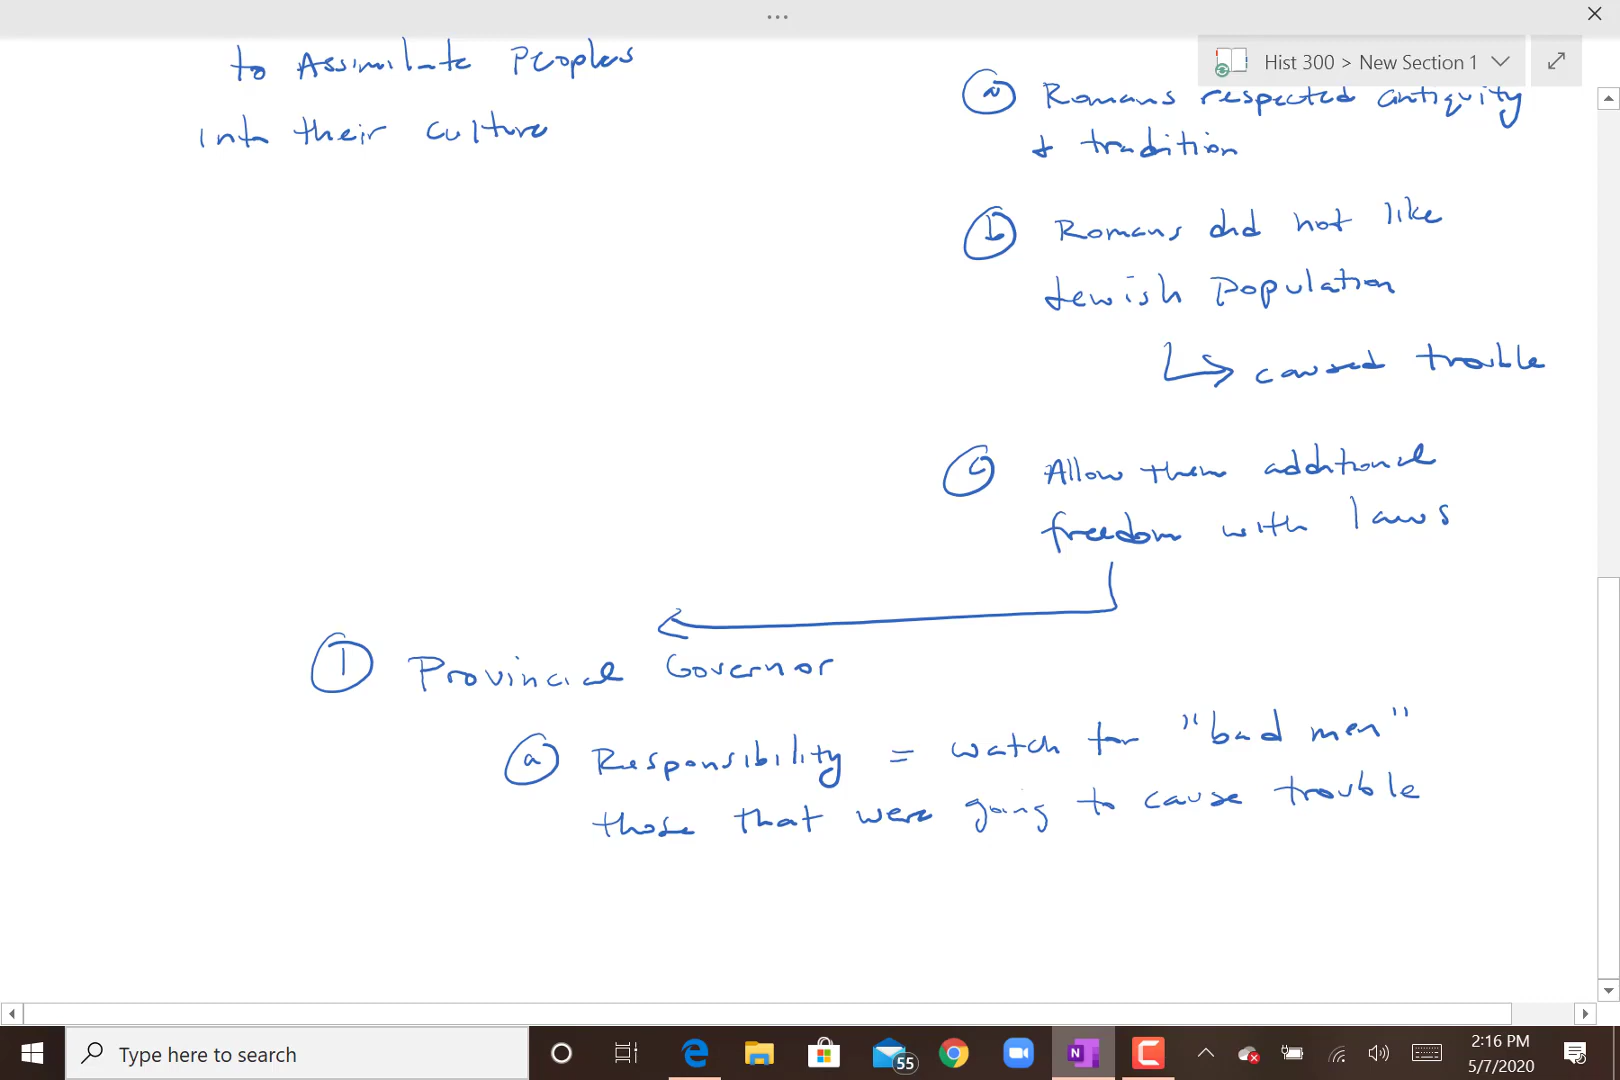 Hist 300 > New Section 1
to Assimilate Peoples
into their culture
a Romans respected antiquity
+ tradition
b Romans did not like
Jewish Population
caused trouble
c Allow them additional
freedom with laws
1 Provincial Governor
a Responsibility = watch for "bad men"
those that were going to cause trouble
Type here to search
55
N
2:16 PM
5/7/2020